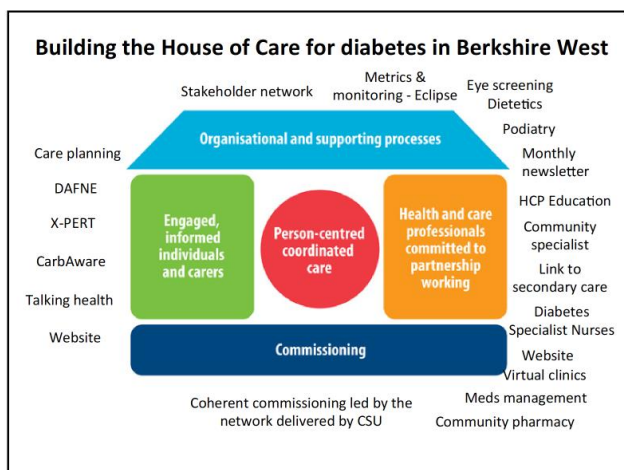 Building the House of Care for diabetes in Berkshire West
Stakeholder network
Metrics &
monitoring - Eclipse
Eye screening
Dietetics
Podiatry
Monthly
newsletter
HCP Education
Community
specialist
Link to
secondary care
Diabetes
Specialist Nurses
Website
Virtual clinics
Meds management
Community pharmacy
Organisational and supporting processes
Care planning
DAFNE
X-PERT
CarbAware
Talking health
Website
Engaged,
informed
individuals
and carers
Person-centred
coordinated
care
Health and care
professionals
committed to
partnership
working
Commissioning
Coherent commissioning led by the
network delivered by CSU